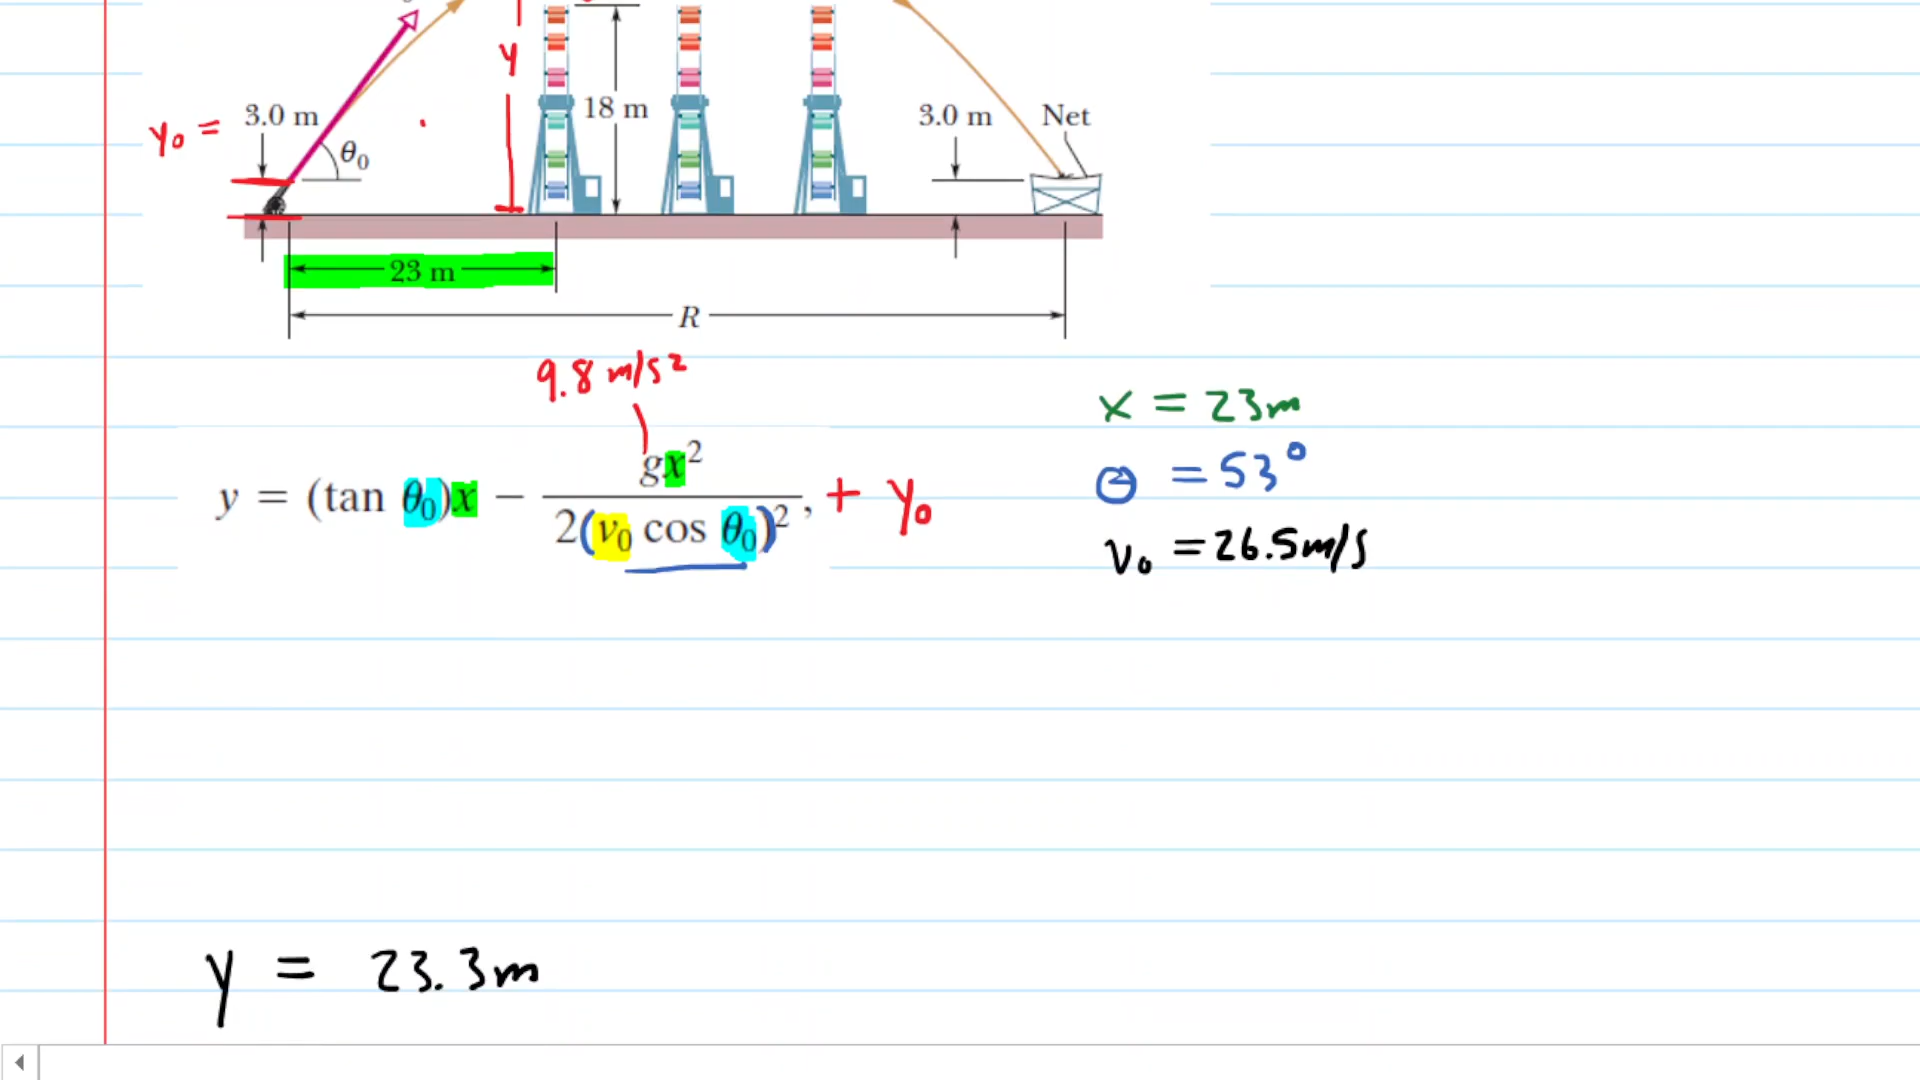 y
3.0 m
y₀ =
θ₀
18 m
3.0 m
Net
23 m
R
9.8 m/s²
y = (tan θ₀)x − gx² / 2(v₀ cos θ₀)², + y₀
x = 23m
θ = 53°
v₀ = 26.5m/s
y = 23.3m